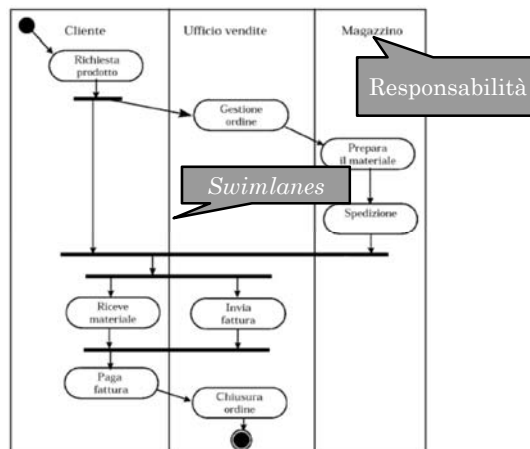 Cliente
Ufficio vendite
Magazzino
Richiesta
prodotto
Responsabilità
Gestione
ordine
Prepara
il materiale
Swimlanes
Spedizione
Riceve
materiale
Invia
fattura
Paga
fattura
Chiusura
ordine